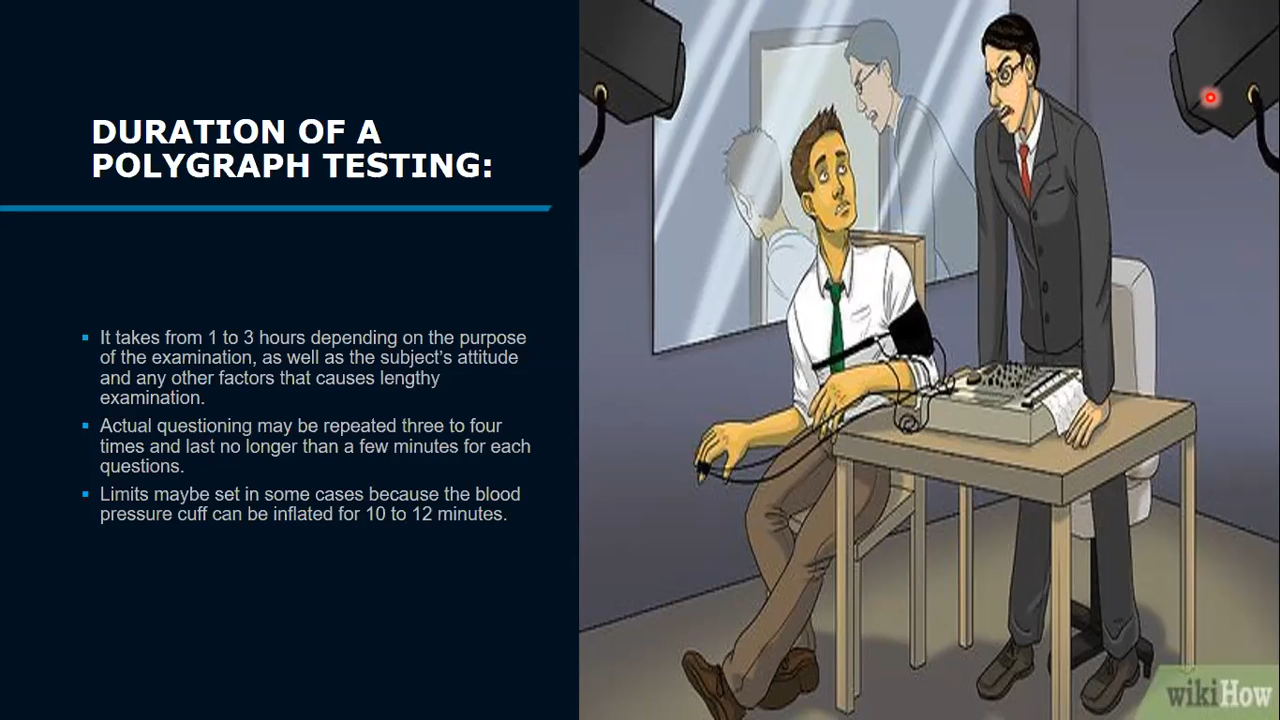 DURATION OF A
POLYGRAPH TESTING:
▪ It takes from 1 to 3 hours depending on the purpose
of the examination, as well as the subject's attitude
and any other factors that causes lengthy
examination.
▪ Actual questioning may be repeated three to four
times and last no longer than a few minutes for each
questions.
▪ Limits maybe set in some cases because the blood
pressure cuff can be inflated for 10 to 12 minutes.
wikiHow